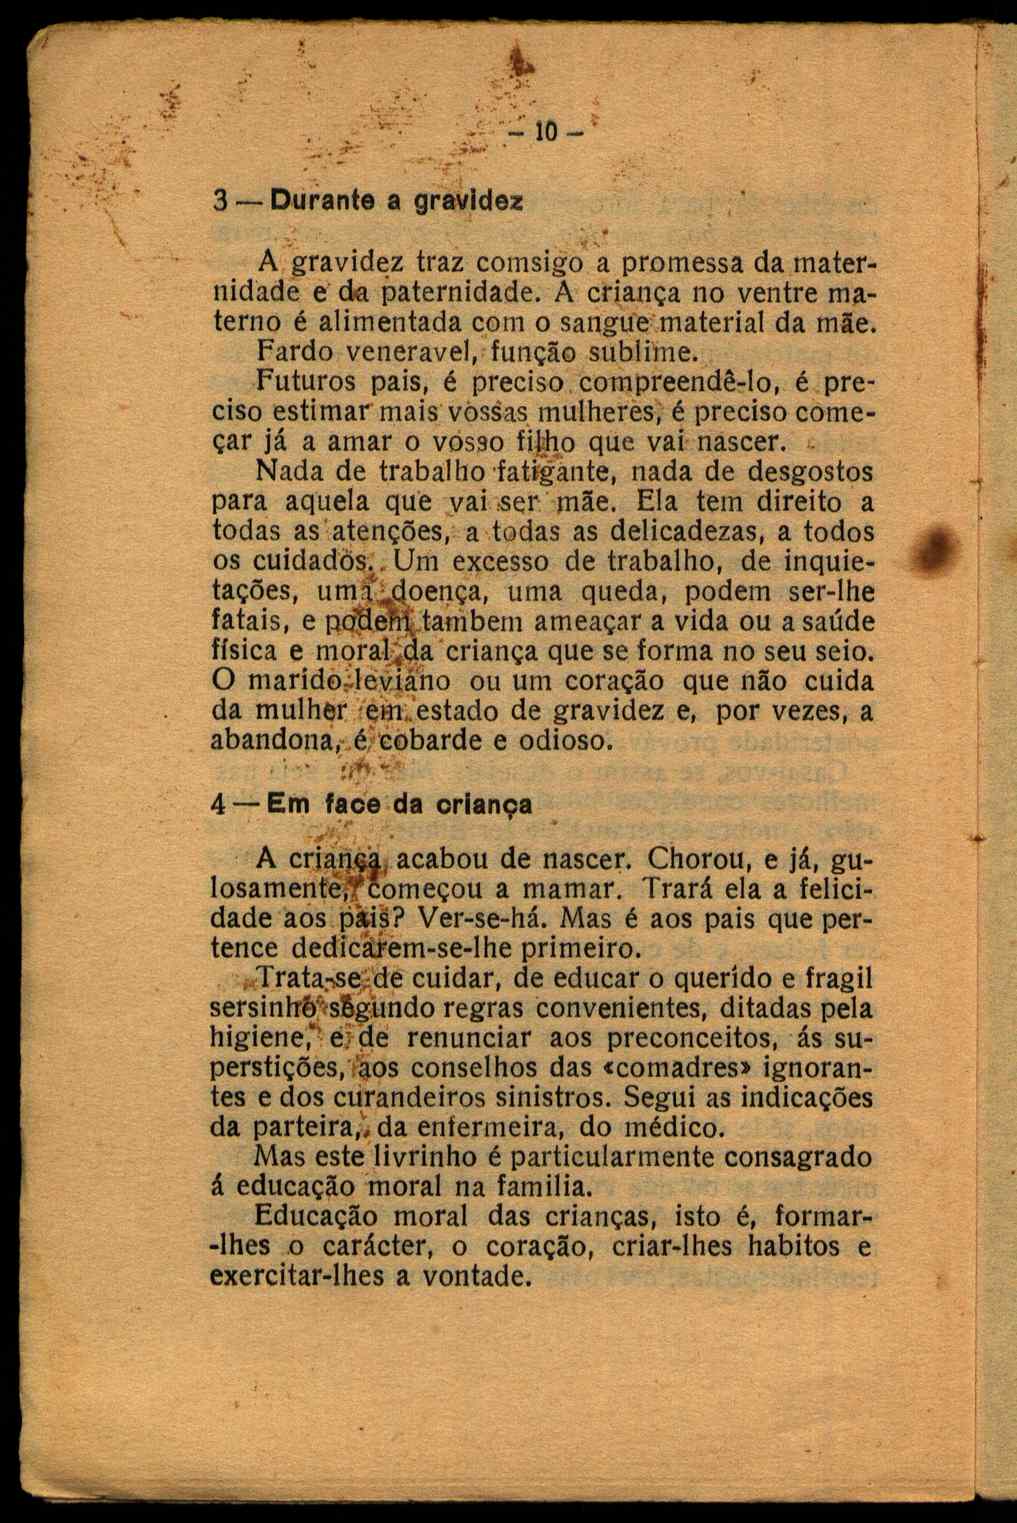 — 10 —
3 — Durante a gravidez
A gravidez traz comsigo a promessa da mater-
nidade e da paternidade. A criança no ventre ma-
terno é alimentada com o sangue material da mãe.
Fardo veneravel, função sublime.
Futuros pais, é preciso compreendê-lo, é pre-
ciso estimar mais vossas mulheres, é preciso come-
çar já a amar o vosso filho que vai nascer.
Nada de trabalho fatigante, nada de desgostos
para aquela que vai ser mãe. Ela tem direito a
todas as atenções, a todas as delicadezas, a todos
os cuidados. Um excesso de trabalho, de inquie-
tações, uma doença, uma queda, podem ser-lhe
fatais, e podem tambem ameaçar a vida ou a saúde
física e moral da criança que se forma no seu seio.
O marido leviano ou um coração que não cuida
da mulher em estado de gravidez e, por vezes, a
abandona, é cobarde e odioso.
4 — Em face da criança
A criança acabou de nascer. Chorou, e já, gu-
losamente, começou a mamar. Trará ela a felici-
dade aos pais? Ver-se-há. Mas é aos pais que per-
tence dedicárem-se-lhe primeiro.
Trata-se de cuidar, de educar o querido e fragil
sersinho segundo regras convenientes, ditadas pela
higiene, e de renunciar aos preconceitos, ás su-
perstições, aos conselhos das «comadres» ignoran-
tes e dos curandeiros sinistros. Segui as indicações
da parteira, da enfermeira, do médico.
Mas este livrinho é particularmente consagrado
á educação moral na familia.
Educação moral das crianças, isto é, formar-
-lhes o carácter, o coração, criar-lhes habitos e
exercitar-lhes a vontade.